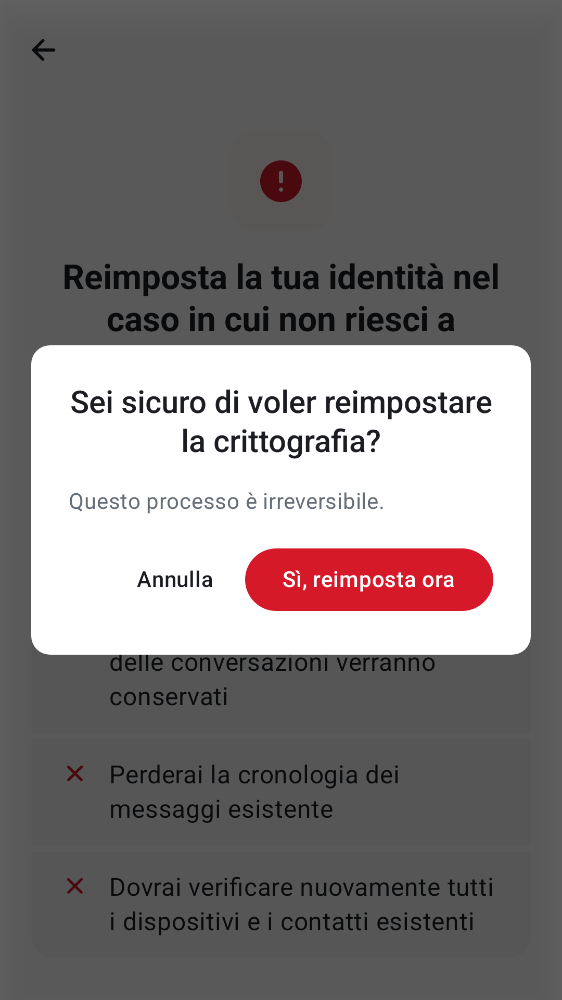 Reimposta la tua identità nel
caso in cui non riesci a
Sei sicuro di voler reimpostare
la crittografia?
Questo processo è irreversibile.
Annulla
Sì, reimposta ora
delle conversazioni verranno
conservati
Perderai la cronologia dei
messaggi esistente
Dovrai verificare nuovamente tutti
i dispositivi e i contatti esistenti